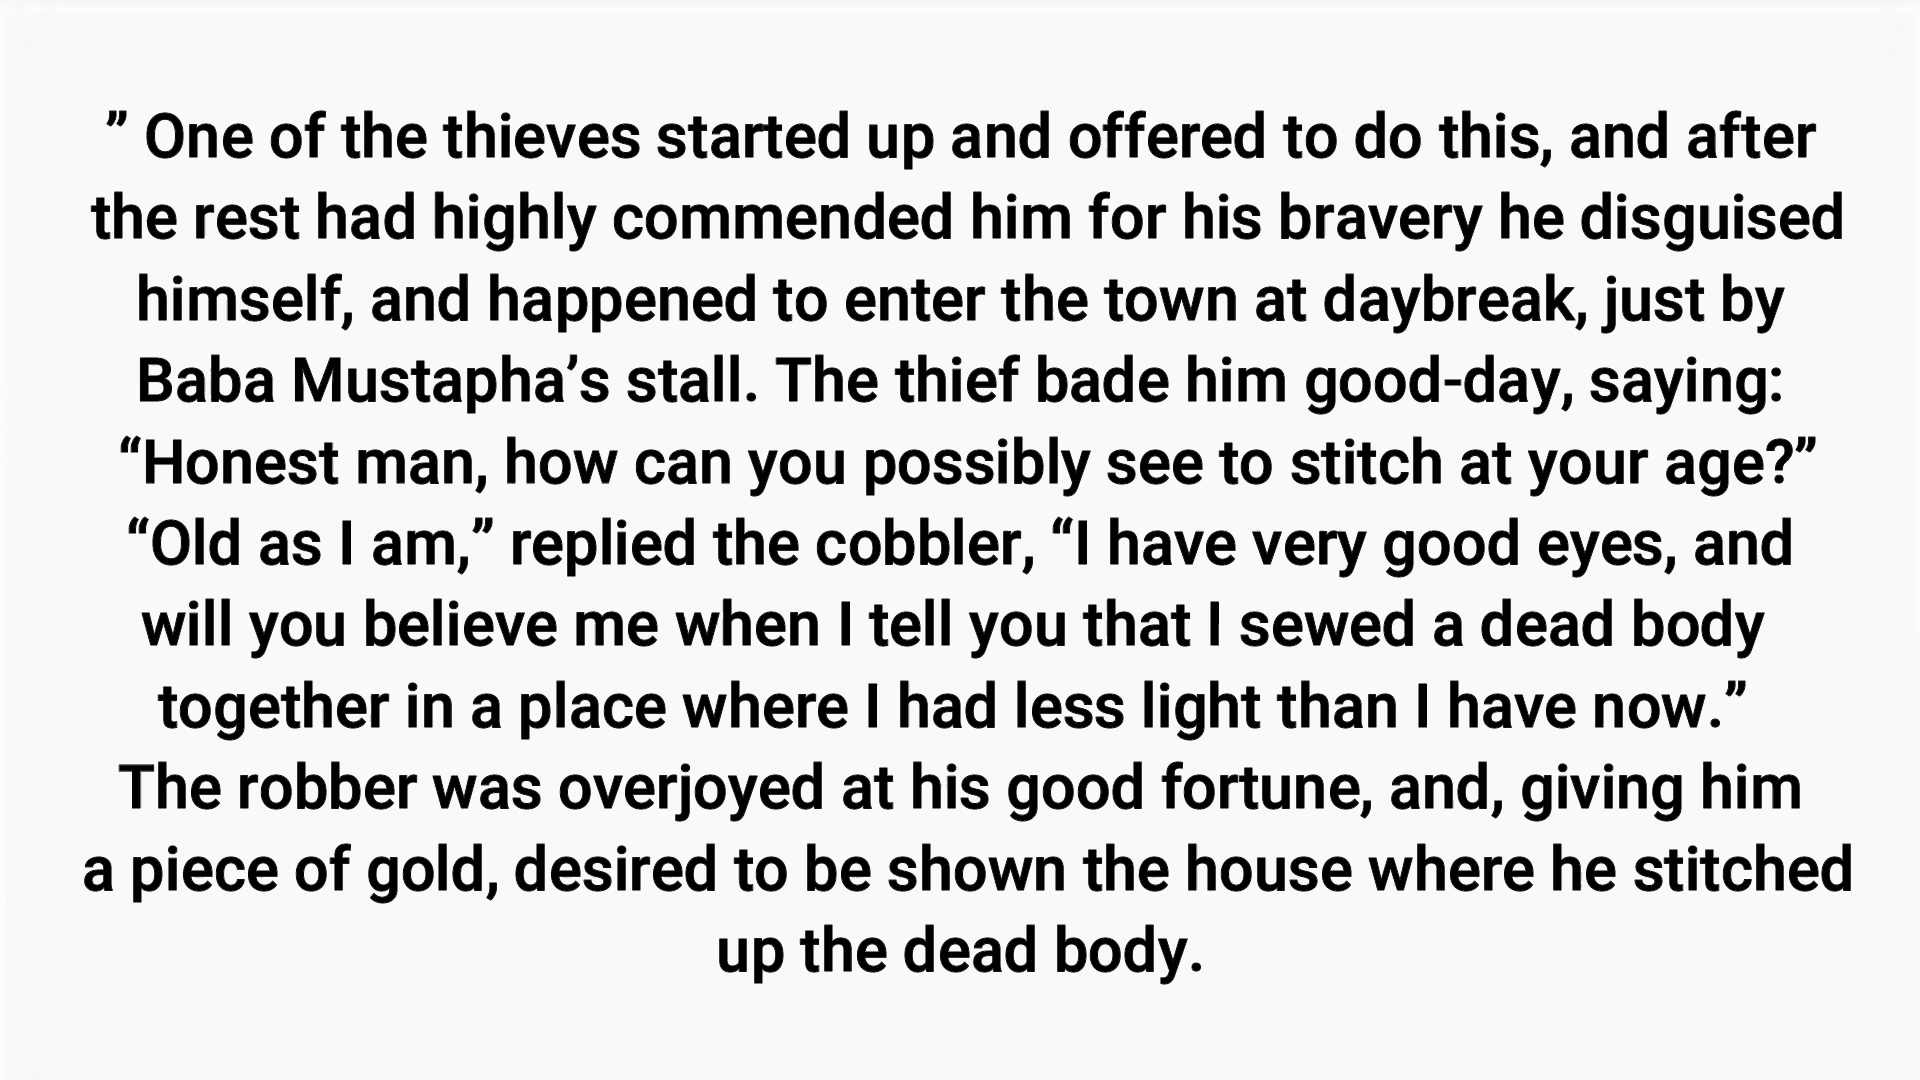 ” One of the thieves started up and offered to do this, and after
the rest had highly commended him for his bravery he disguised
himself, and happened to enter the town at daybreak, just by
Baba Mustapha’s stall. The thief bade him good-day, saying:
“Honest man, how can you possibly see to stitch at your age?”
“Old as I am,” replied the cobbler, “I have very good eyes, and
will you believe me when I tell you that I sewed a dead body
together in a place where I had less light than I have now.”
The robber was overjoyed at his good fortune, and, giving him
a piece of gold, desired to be shown the house where he stitched
up the dead body.